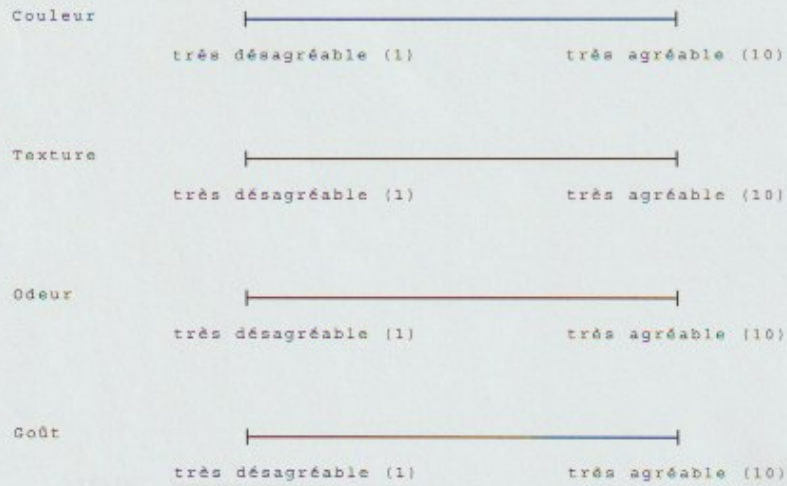 Couleur
très désagréable (1) très agréable (10)
Texture
très désagréable (1) très agréable (10)
Odeur
très désagréable (1) très agréable (10)
Goût
très désagréable (1) très agréable (10)